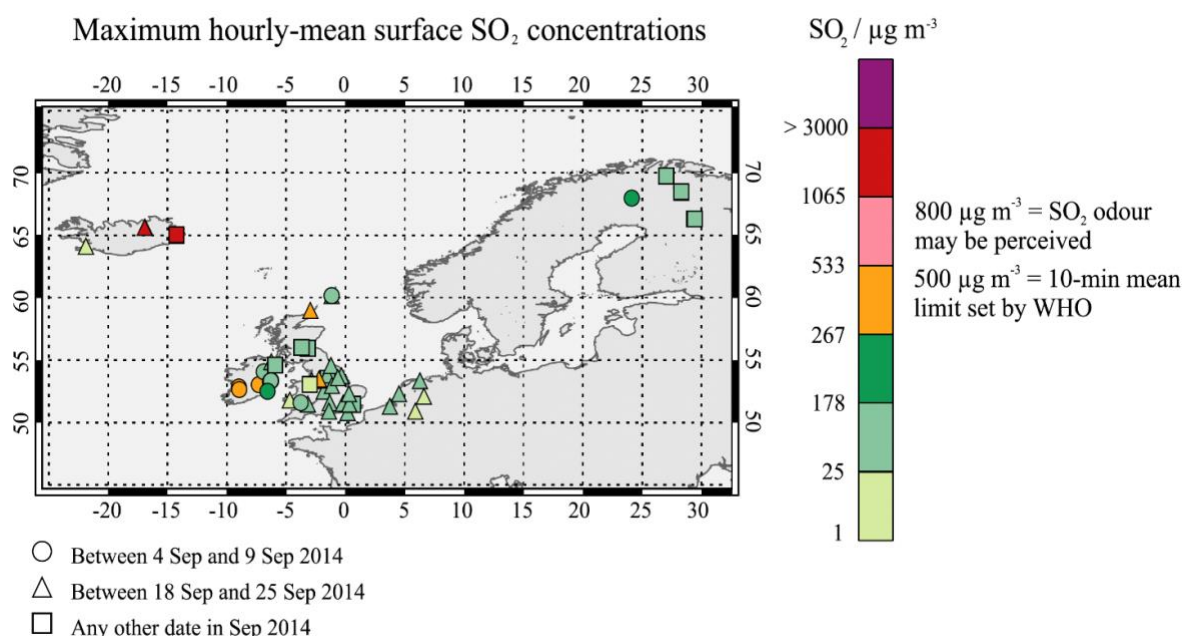 Maximum hourly-mean surface SO₂ concentrations
SO₂ / µg m⁻³
-20 -15 -10 -5 0 5 10 15 20 25 30
70 70
65 65
60 60
55 55
50 50
-20 -15 -10 -5 0 5 10 15 20 25 30
> 3000
1065
533
267
178
25
1
800 µg m⁻³ = SO₂ odour
may be perceived
500 µg m⁻³ = 10-min mean
limit set by WHO
Between 4 Sep and 9 Sep 2014
Between 18 Sep and 25 Sep 2014
Any other date in Sep 2014